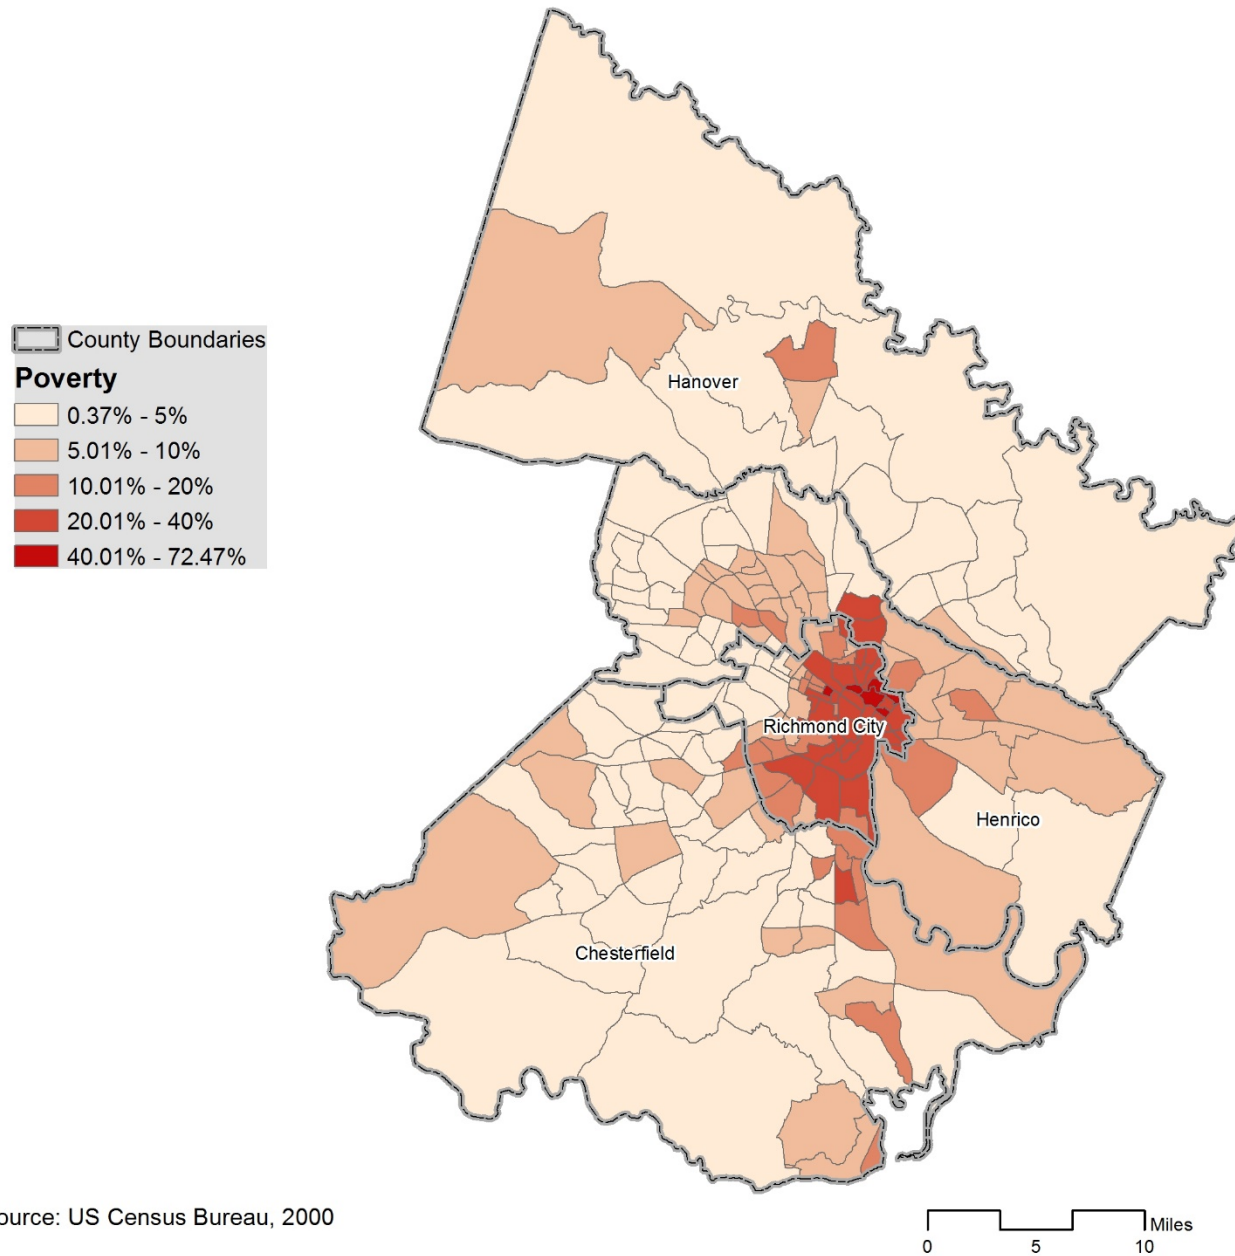 County Boundaries
Poverty
0.37% - 5%
5.01% - 10%
10.01% - 20%
20.01% - 40%
40.01% - 72.47%
Hanover
Richmond City
Henrico
Chesterfield
ource: US Census Bureau, 2000
Miles
0 5 10